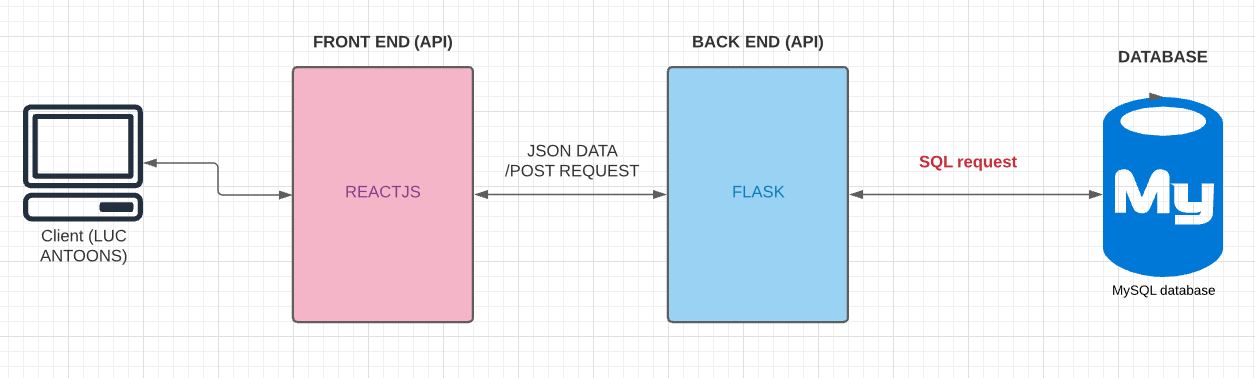 FRONT END (API)
BACK END (API)
DATABASE
JSON DATA
/POST REQUEST
SQL request
REACTJS
FLASK
My
Client (LUC
ANTOONS)
MySQL database